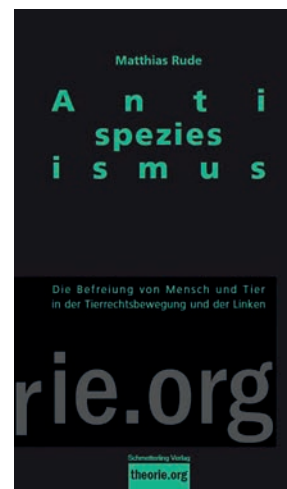 Matthias Rude
A n t i
spezies
i s m u s
Die Befreiung von Mensch und Tier
in der Tierrechtsbewegung und der Linken
rie.org
Schmetterling Verlag
theorie.org